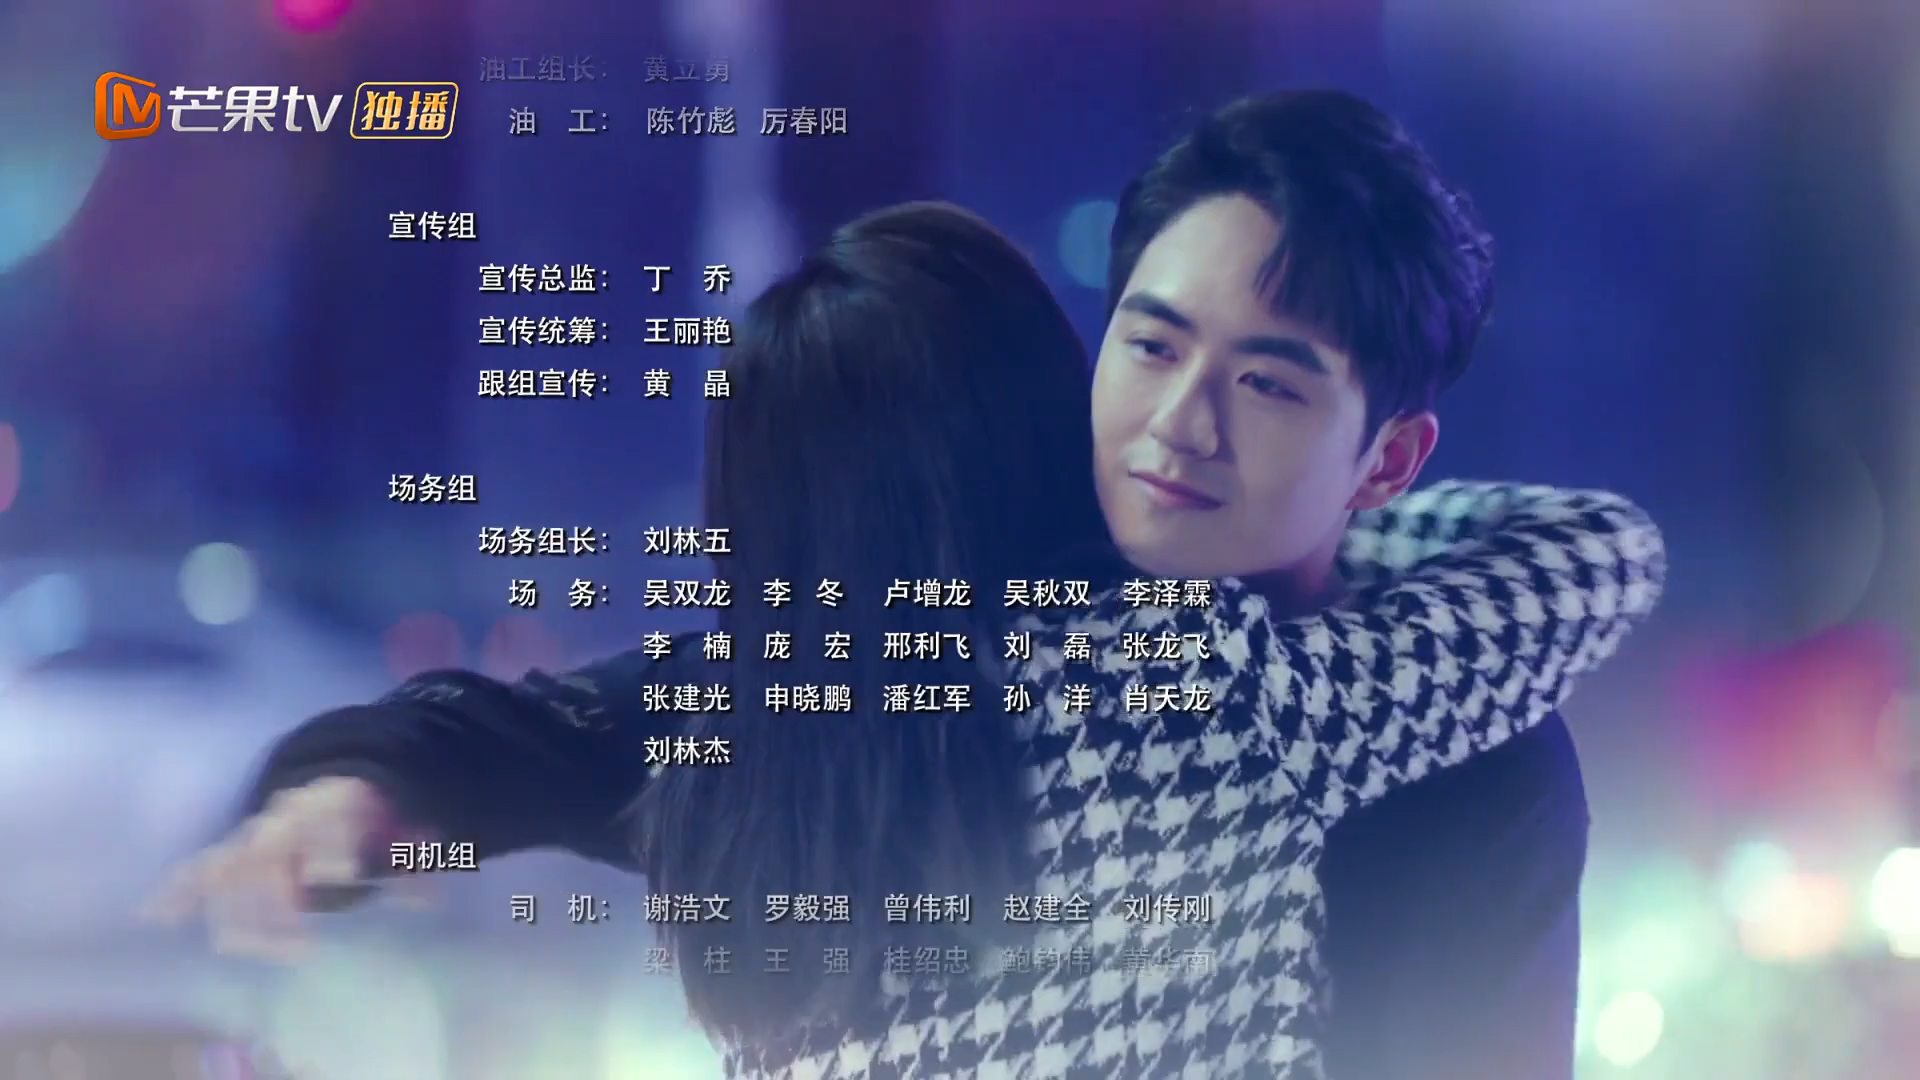 油工组长： 黄立勇
芒果tv 独播
油 工： 陈竹彪 厉春阳
宣传组
宣传总监： 丁 乔
宣传统筹： 王丽艳
跟组宣传： 黄 晶
场务组
场务组长： 刘林五
场 务： 吴双龙 李 冬 卢增龙 吴秋双 李泽霖
李 楠 庞 宏 邢利飞 刘 磊 张龙飞
张建光 申晓鹏 潘红军 孙 洋 肖天龙
刘林杰
司机组
司 机： 谢浩文 罗毅强 曾伟利 赵建全 刘传刚
梁 柱 王 强 桂绍忠 鲍钧伟 黄华南